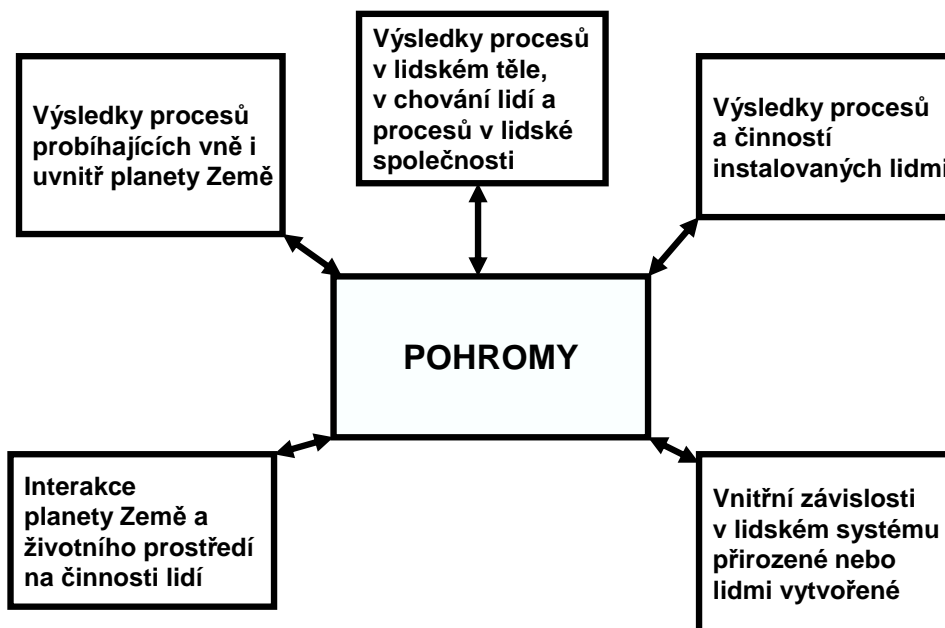 Výsledky procesů
probíhajících vně i
uvnitř planety Země
Výsledky procesů
v lidském těle,
v chování lidí a
procesů v lidské
společnosti
Výsledky procesů
a činností
instalovaných lidmi
POHROMY
Interakce
planety Země a
životního prostředí
na činnosti lidí
Vnitřní závislosti
v lidském systému
přirozené nebo
lidmi vytvořené